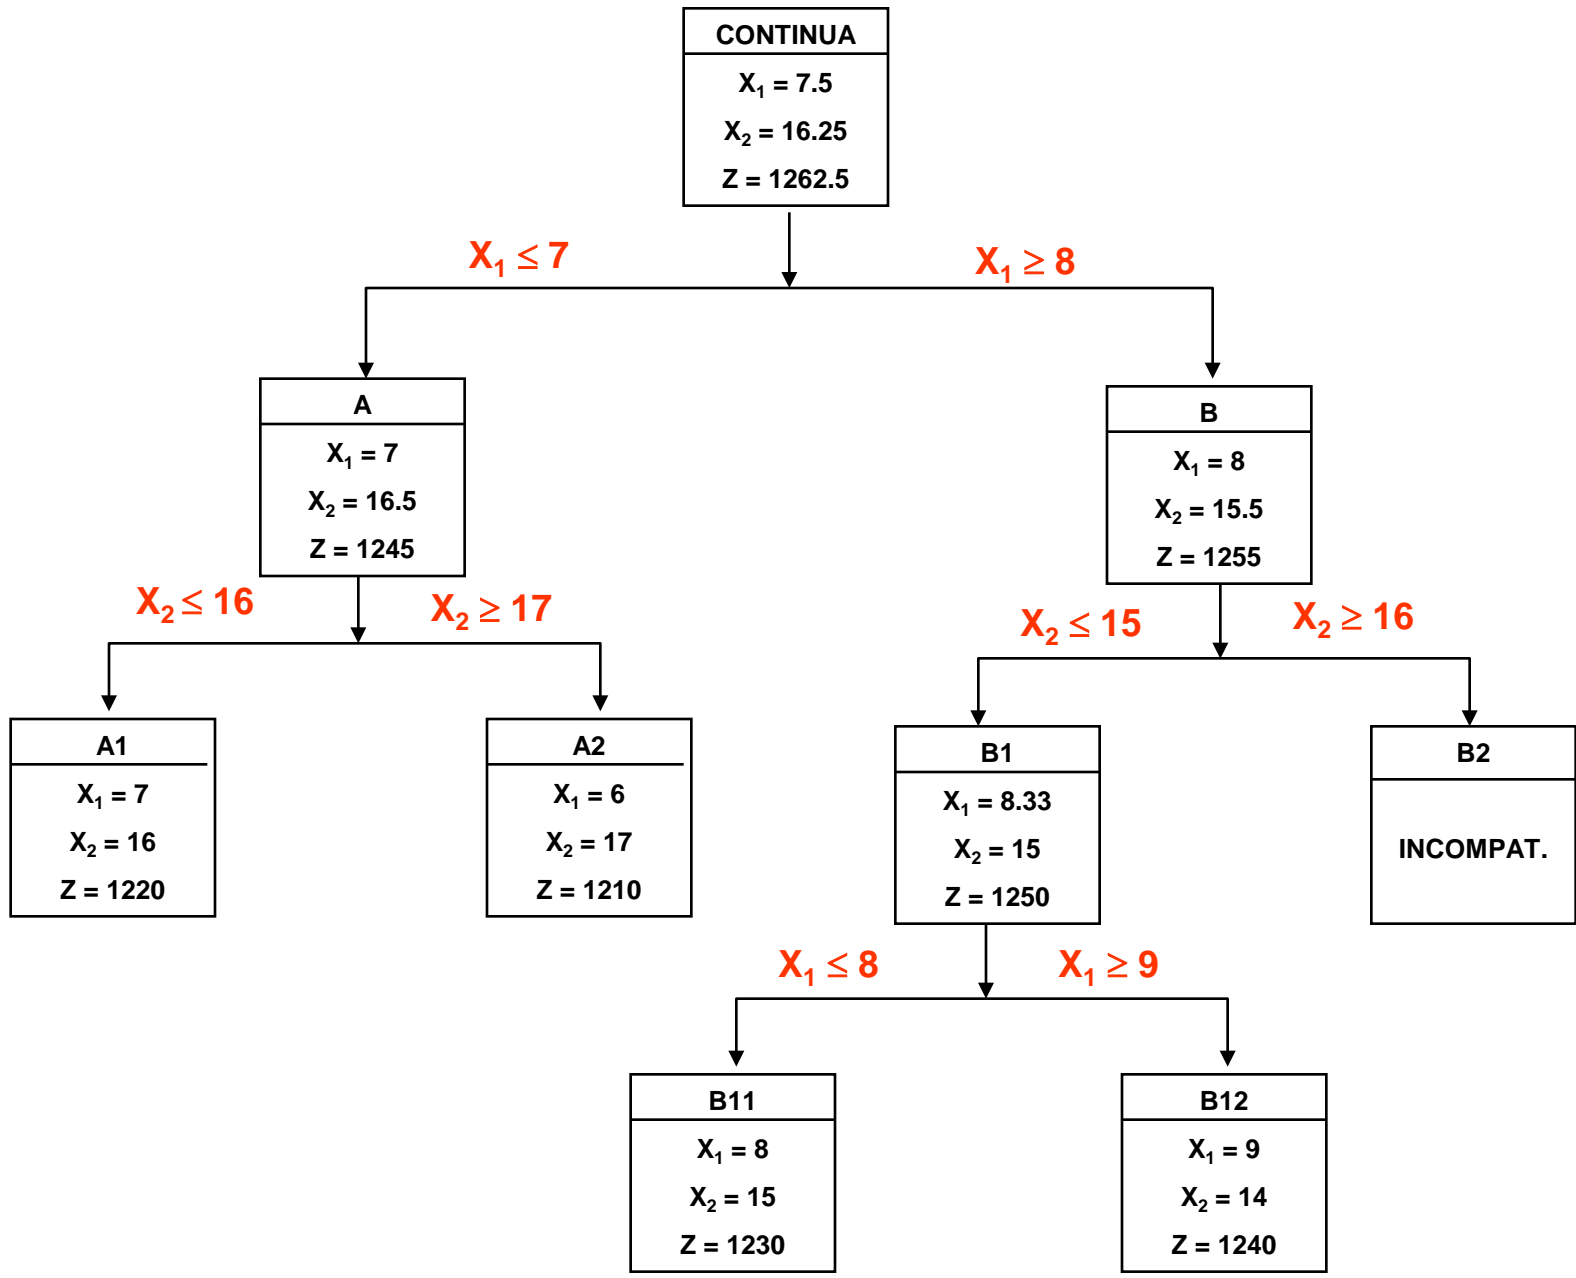 CONTINUA
X₁ = 7.5
X₂ = 16.25
Z = 1262.5
X₁ ≤ 7
X₁ ≥ 8
A
X₁ = 7
X₂ = 16.5
Z = 1245
B
X₁ = 8
X₂ = 15.5
Z = 1255
X₂ ≤ 16
X₂ ≥ 17
X₂ ≤ 15
X₂ ≥ 16
A1
X₁ = 7
X₂ = 16
Z = 1220
A2
X₁ = 6
X₂ = 17
Z = 1210
B1
X₁ = 8.33
X₂ = 15
Z = 1250
B2
INCOMPAT.
X₁ ≤ 8
X₁ ≥ 9
B11
X₁ = 8
X₂ = 15
Z = 1230
B12
X₁ = 9
X₂ = 14
Z = 1240